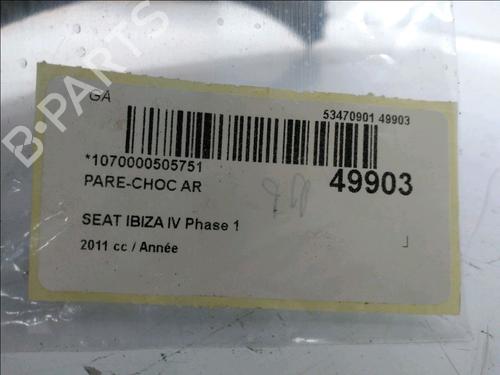 B-PARTS
GA
53470901 49903
*1070000505751
PARE-CHOC AR
49903
SEAT IBIZA IV Phase 1
2011 cc / Année